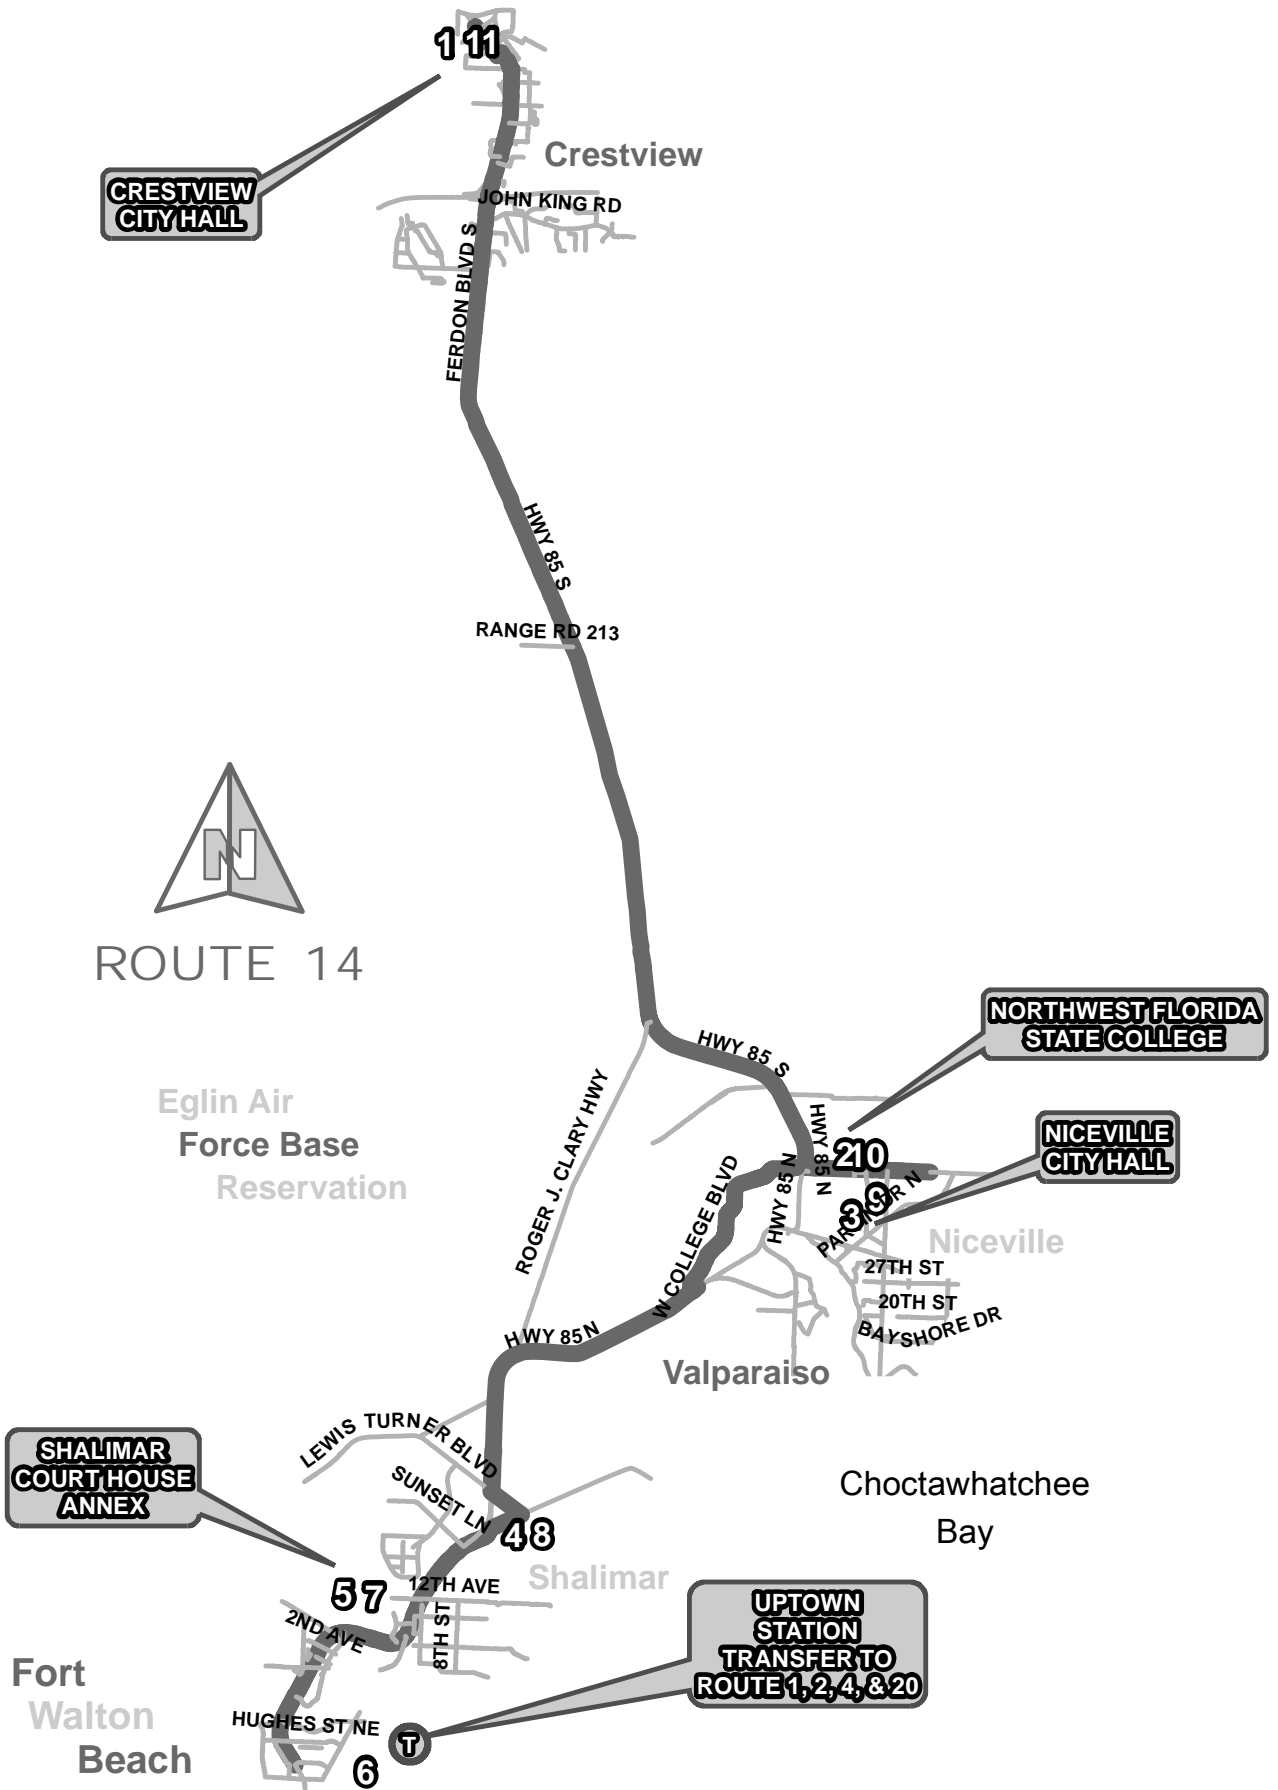 1 11
Crestview
CRESTVIEW
CITY HALL
JOHN KING RD
FERDON BLVD S
HWY 85 S
RANGE RD 213
N
ROUTE 14
NORTHWEST FLORIDA
STATE COLLEGE
HWY 85 S
Eglin Air
Force Base
Reservation
ROGER J. CLARY HWY
HWY 85 N
NICEVILLE
CITY HALL
2 10
W COLLEGE BLVD
HWY 85 N
3 9
PARTIN DR N
Niceville
27TH ST
20TH ST
BAYSHORE DR
HWY 85 N
Valparaiso
LEWIS TURNER BLVD
SHALIMAR
COURT HOUSE
ANNEX
SUNSET LN
Choctawhatchee
Bay
4 8
Shalimar
5 7
12TH AVE
8TH ST
2ND AVE
UPTOWN
STATION
TRANSFER TO
ROUTE 1, 2, 4, & 20
Fort
Walton
Beach
HUGHES ST NE
T
6